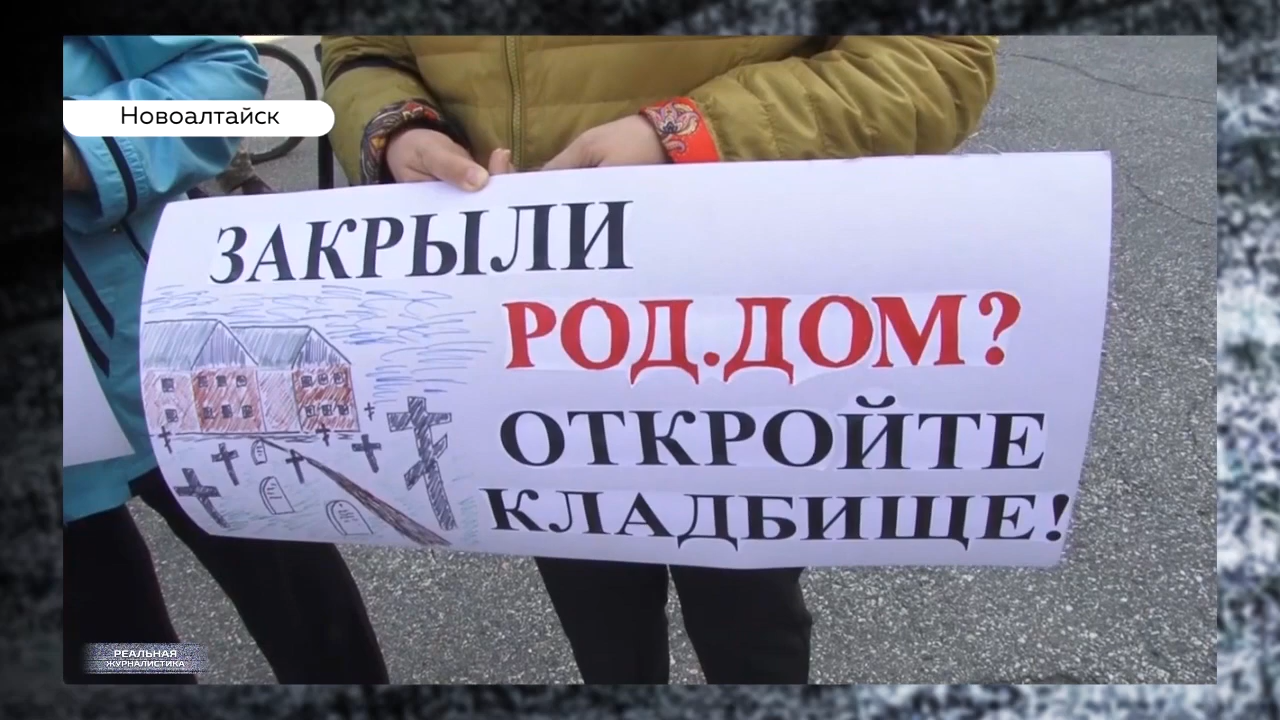 Новоалтайск
ЗАКРЫЛИ
РОД.ДОМ?
ОТКРОЙТЕ
КЛАДБИЩЕ!
РЕАЛЬНАЯ
ЖУРНАЛИСТИКА